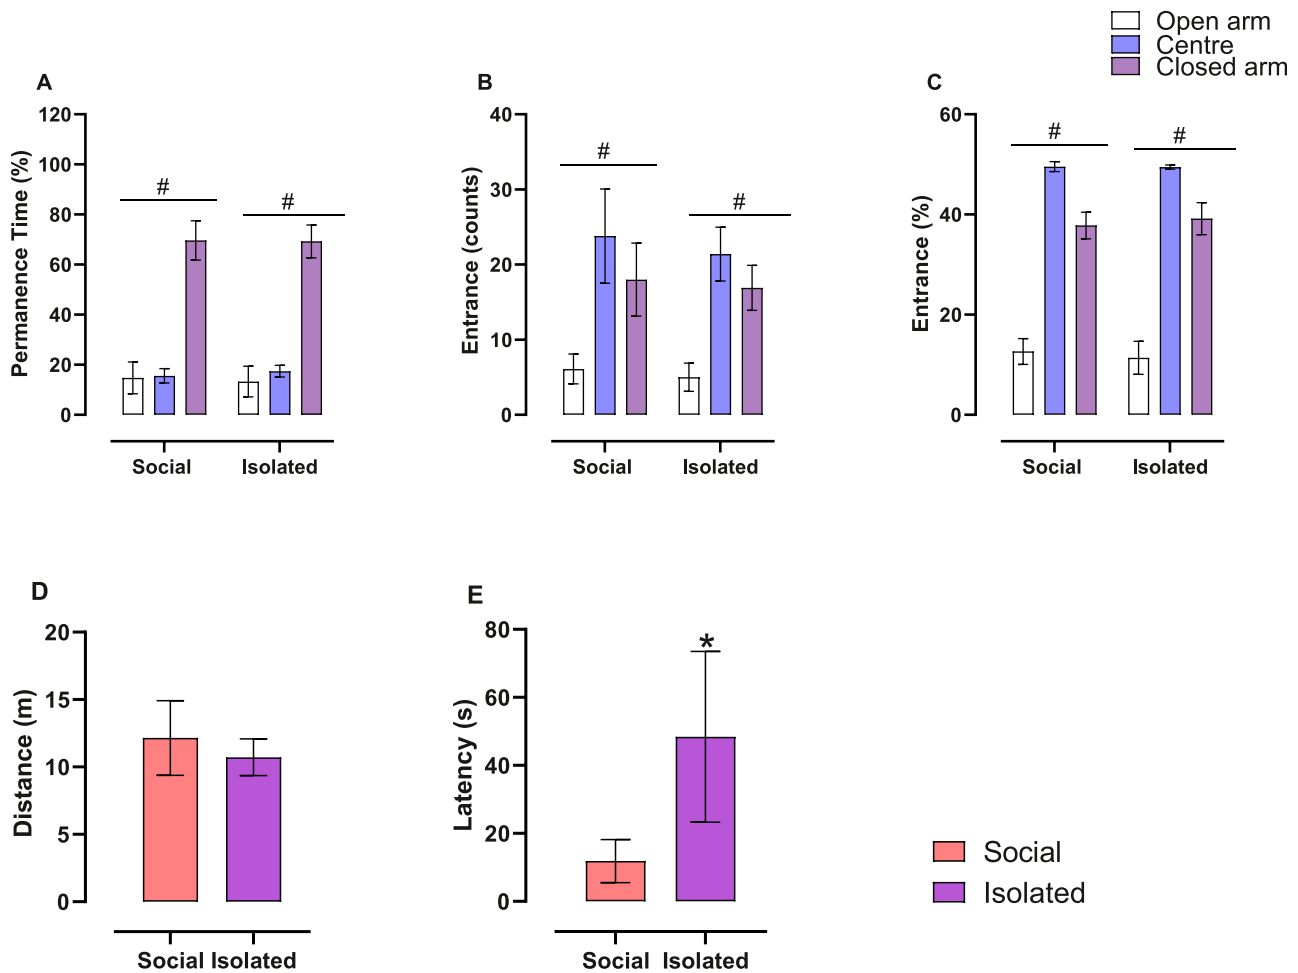 Open arm
Centre
Closed arm
A
Permanence Time (%)
120
100
80
60
40
20
0
#
#
Social
Isolated
B
Entrance (counts)
40
30
20
10
0
#
#
Social
Isolated
C
Entrance (%)
60
40
20
0
#
#
Social
Isolated
D
Distance (m)
20
15
10
5
0
Social Isolated
E
Latency (s)
80
60
40
20
0
*
Social Isolated
Social
Isolated